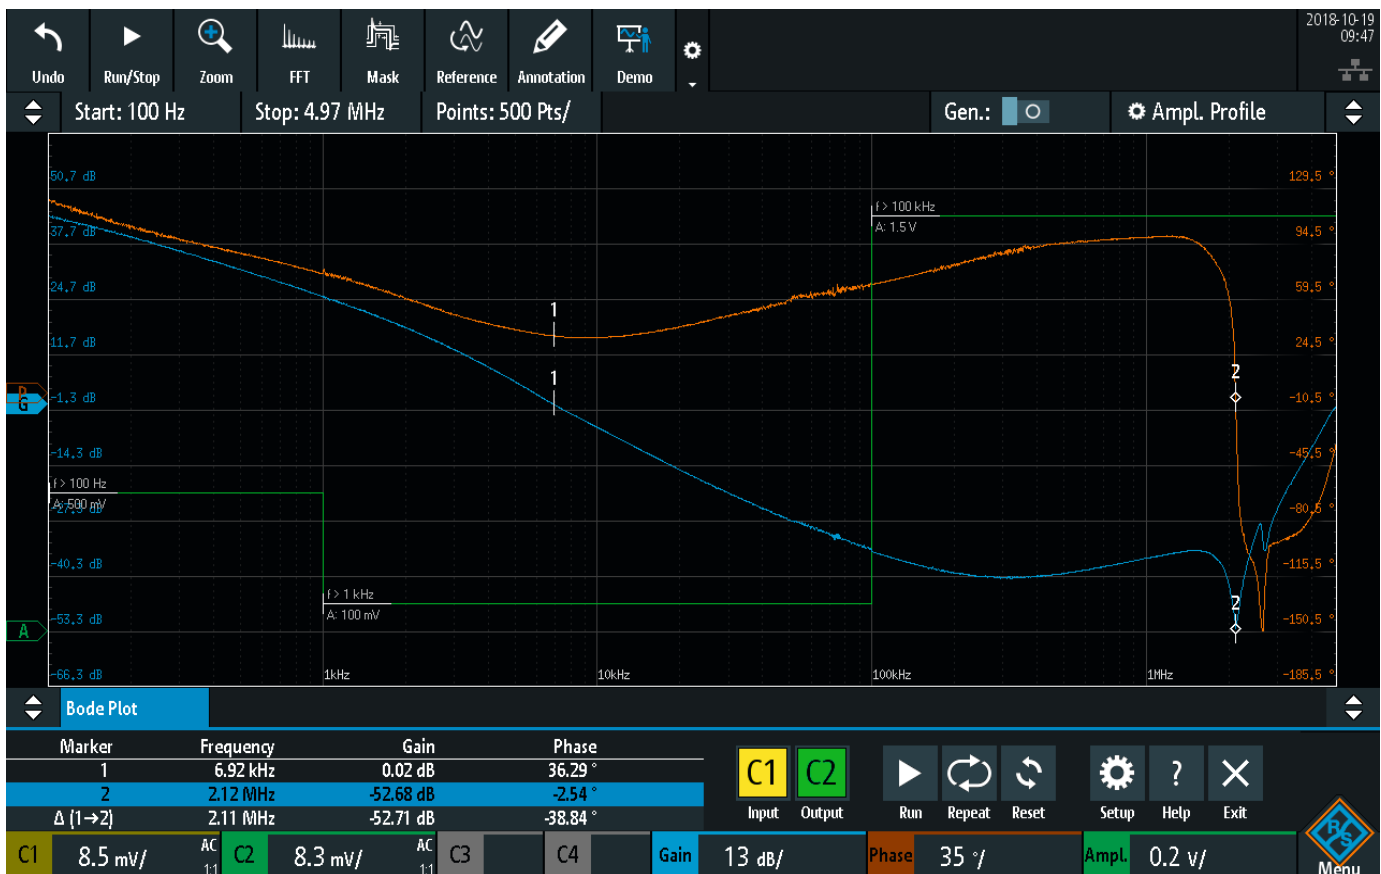 2018-10-19
09:47
Undo Run/Stop Zoom FFT Mask Reference Annotation Demo
Start: 100 Hz Stop: 4.97 MHz Points: 500 Pts/ Gen.: Ampl. Profile
50.7 dB 129.5 °
f > 100 kHz
37.7 dB A: 1.5 V 94.5 °
24.7 dB 59.5 °
1
11.7 dB 24.5 °
1 2
P
G -1.3 dB -10.5 °
-14.3 dB -45.5 °
f > 100 Hz
A: 500 mV
-27.3 dB -80.5 °
-40.3 dB -115.5 °
f > 1 kHz 2
A: 100 mV
A -53.3 dB -150.5 °
-66.3 dB 1kHz 10kHz 100kHz 1MHz -185.5 °
Bode Plot
Marker Frequency Gain Phase
1 6.92 kHz 0.02 dB 36.29 °
2 2.12 MHz -52.68 dB -2.54 °
Δ (1→2) 2.11 MHz -52.71 dB -38.84 °
C1 C2 ?
Input Output Run Repeat Reset Setup Help Exit
C1 8.5 mV/ AC 1:1 C2 8.3 mV/ AC 1:1 C3 C4 Gain 13 dB/ Phase 35 °/ Ampl. 0.2 V/
R&S
Menu